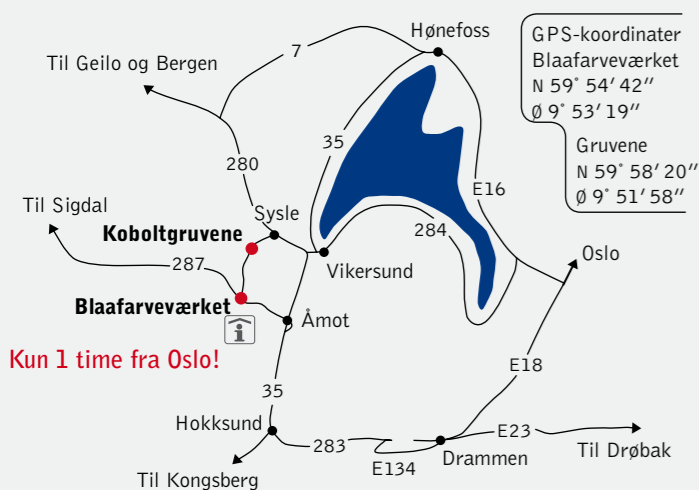 Hønefoss
7
Til Geilo og Bergen
GPS-koordinater
Blaafarveværket
N 59° 54′ 42″
Ø 9° 53′ 19″
Gruvene
N 59° 58′ 20″
Ø 9° 51′ 58″
35
280
E16
Til Sigdal
Sysle
Koboltgruvene
284
287
Vikersund
Oslo
Blaafarveværket
Åmot
i
Kun 1 time fra Oslo!
E18
35
Hokksund
283
E23
Drammen
Til Drøbak
E134
Til Kongsberg